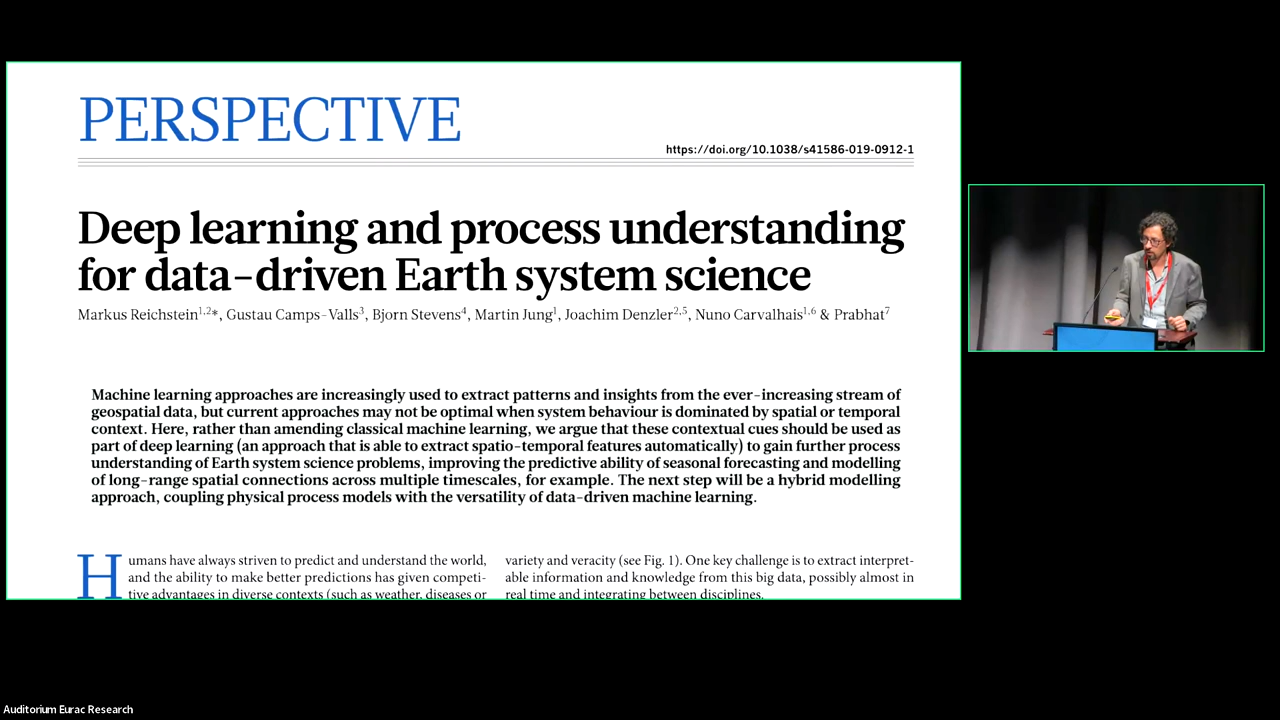 PERSPECTIVE
https://doi.org/10.1038/s41586-019-0912-1
Deep learning and process understanding
for data-driven Earth system science
Markus Reichstein1,2*, Gustau Camps-Valls3, Bjorn Stevens4, Martin Jung1, Joachim Denzler2,5, Nuno Carvalhais1,6 & Prabhat7
Machine learning approaches are increasingly used to extract patterns and insights from the ever-increasing stream of
geospatial data, but current approaches may not be optimal when system behaviour is dominated by spatial or temporal
context. Here, rather than amending classical machine learning, we argue that these contextual cues should be used as
part of deep learning (an approach that is able to extract spatio-temporal features automatically) to gain further process
understanding of Earth system science problems, improving the predictive ability of seasonal forecasting and modelling
of long-range spatial connections across multiple timescales, for example. The next step will be a hybrid modelling
approach, coupling physical process models with the versatility of data-driven machine learning.
Humans have always striven to predict and understand the world,
and the ability to make better predictions has given competi-
tive advantages in diverse contexts (such as weather, diseases or
variety and veracity (see Fig. 1). One key challenge is to extract interpret-
able information and knowledge from this big data, possibly almost in
real time and integrating between disciplines.
Auditorium Eurac Research